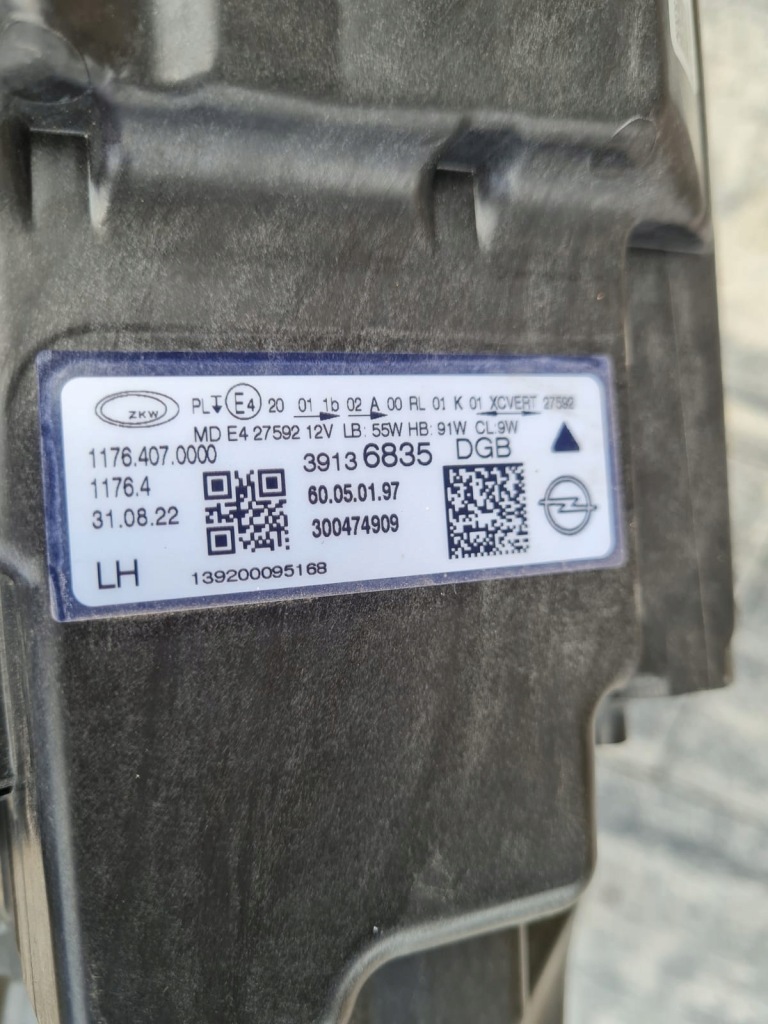 ZKW PL E4 20 01 1b 02 A 00 RL 01 K 01 XCVERT 27592
MD E4 27592 12V LB: 55W HB: 91W CL:9W
1176.407.0000 39136835 DGB
1176.4 60.05.01.97
31.08.22 300474909
LH 139200095168